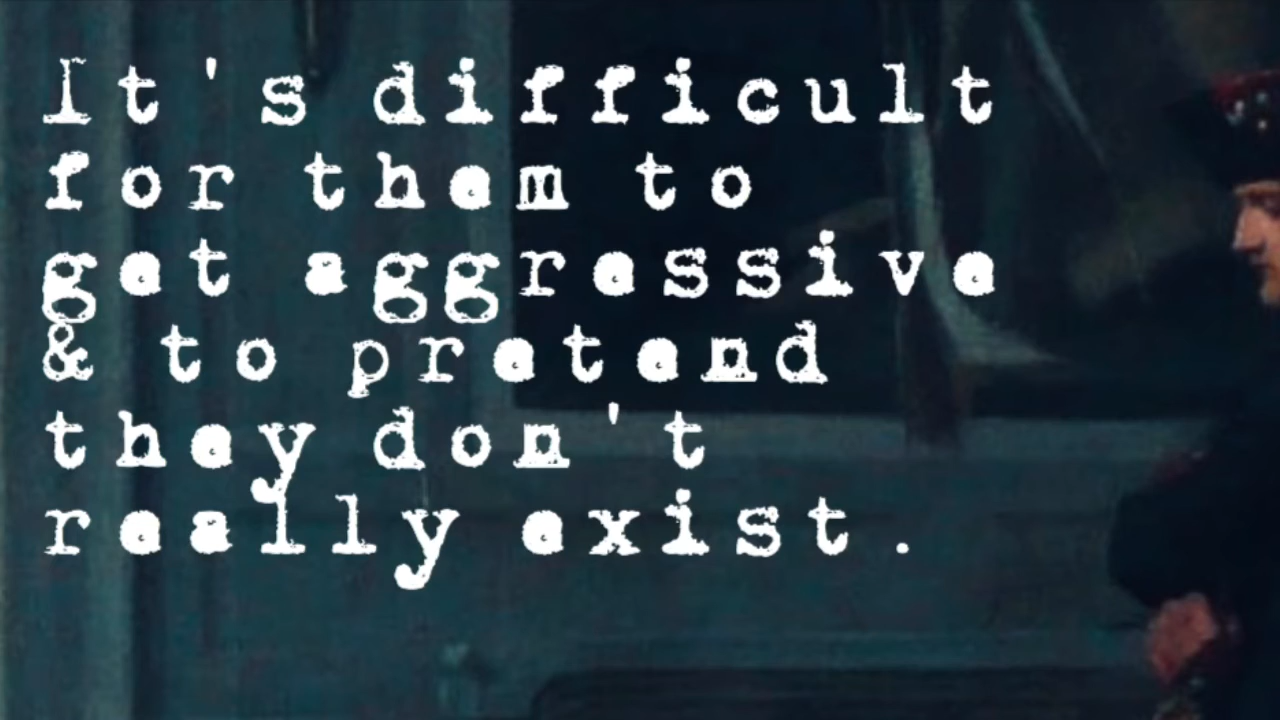 It's difficult
for them to
get aggressive
& to pretend
they don't
really exist.